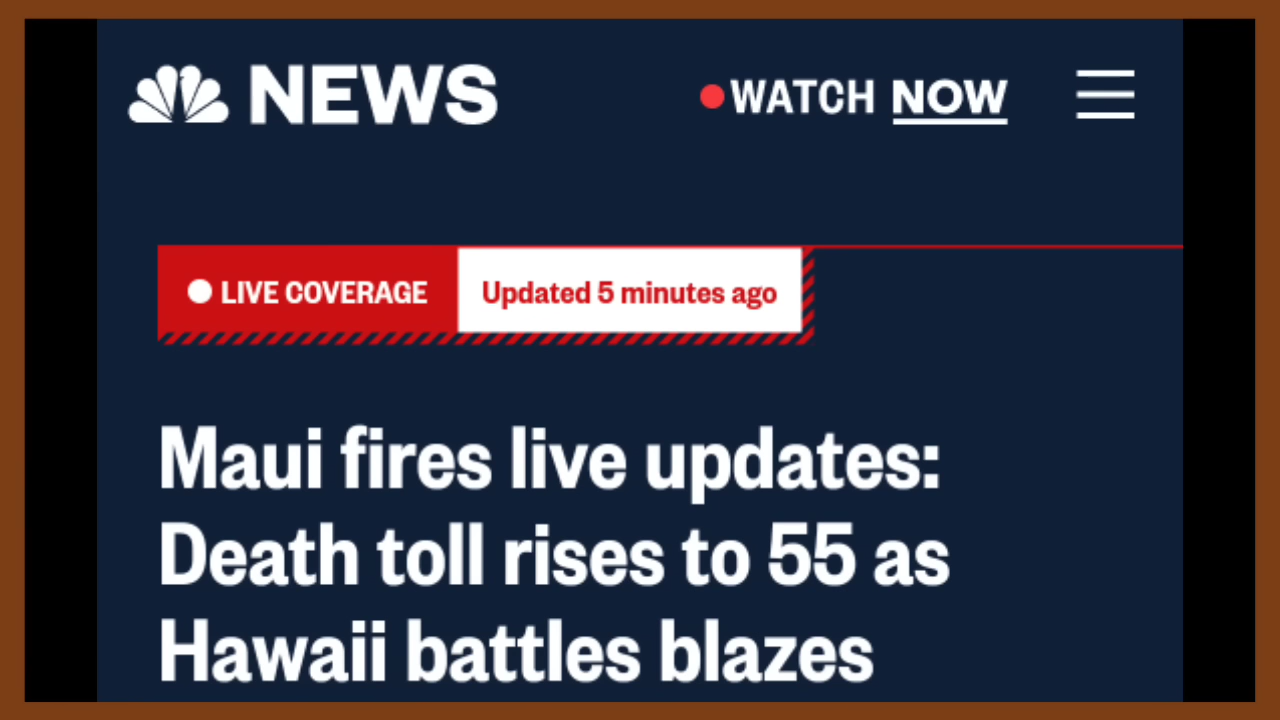 NEWS
WATCH NOW
LIVE COVERAGE
Updated 5 minutes ago
Maui fires live updates:
Death toll rises to 55 as
Hawaii battles blazes